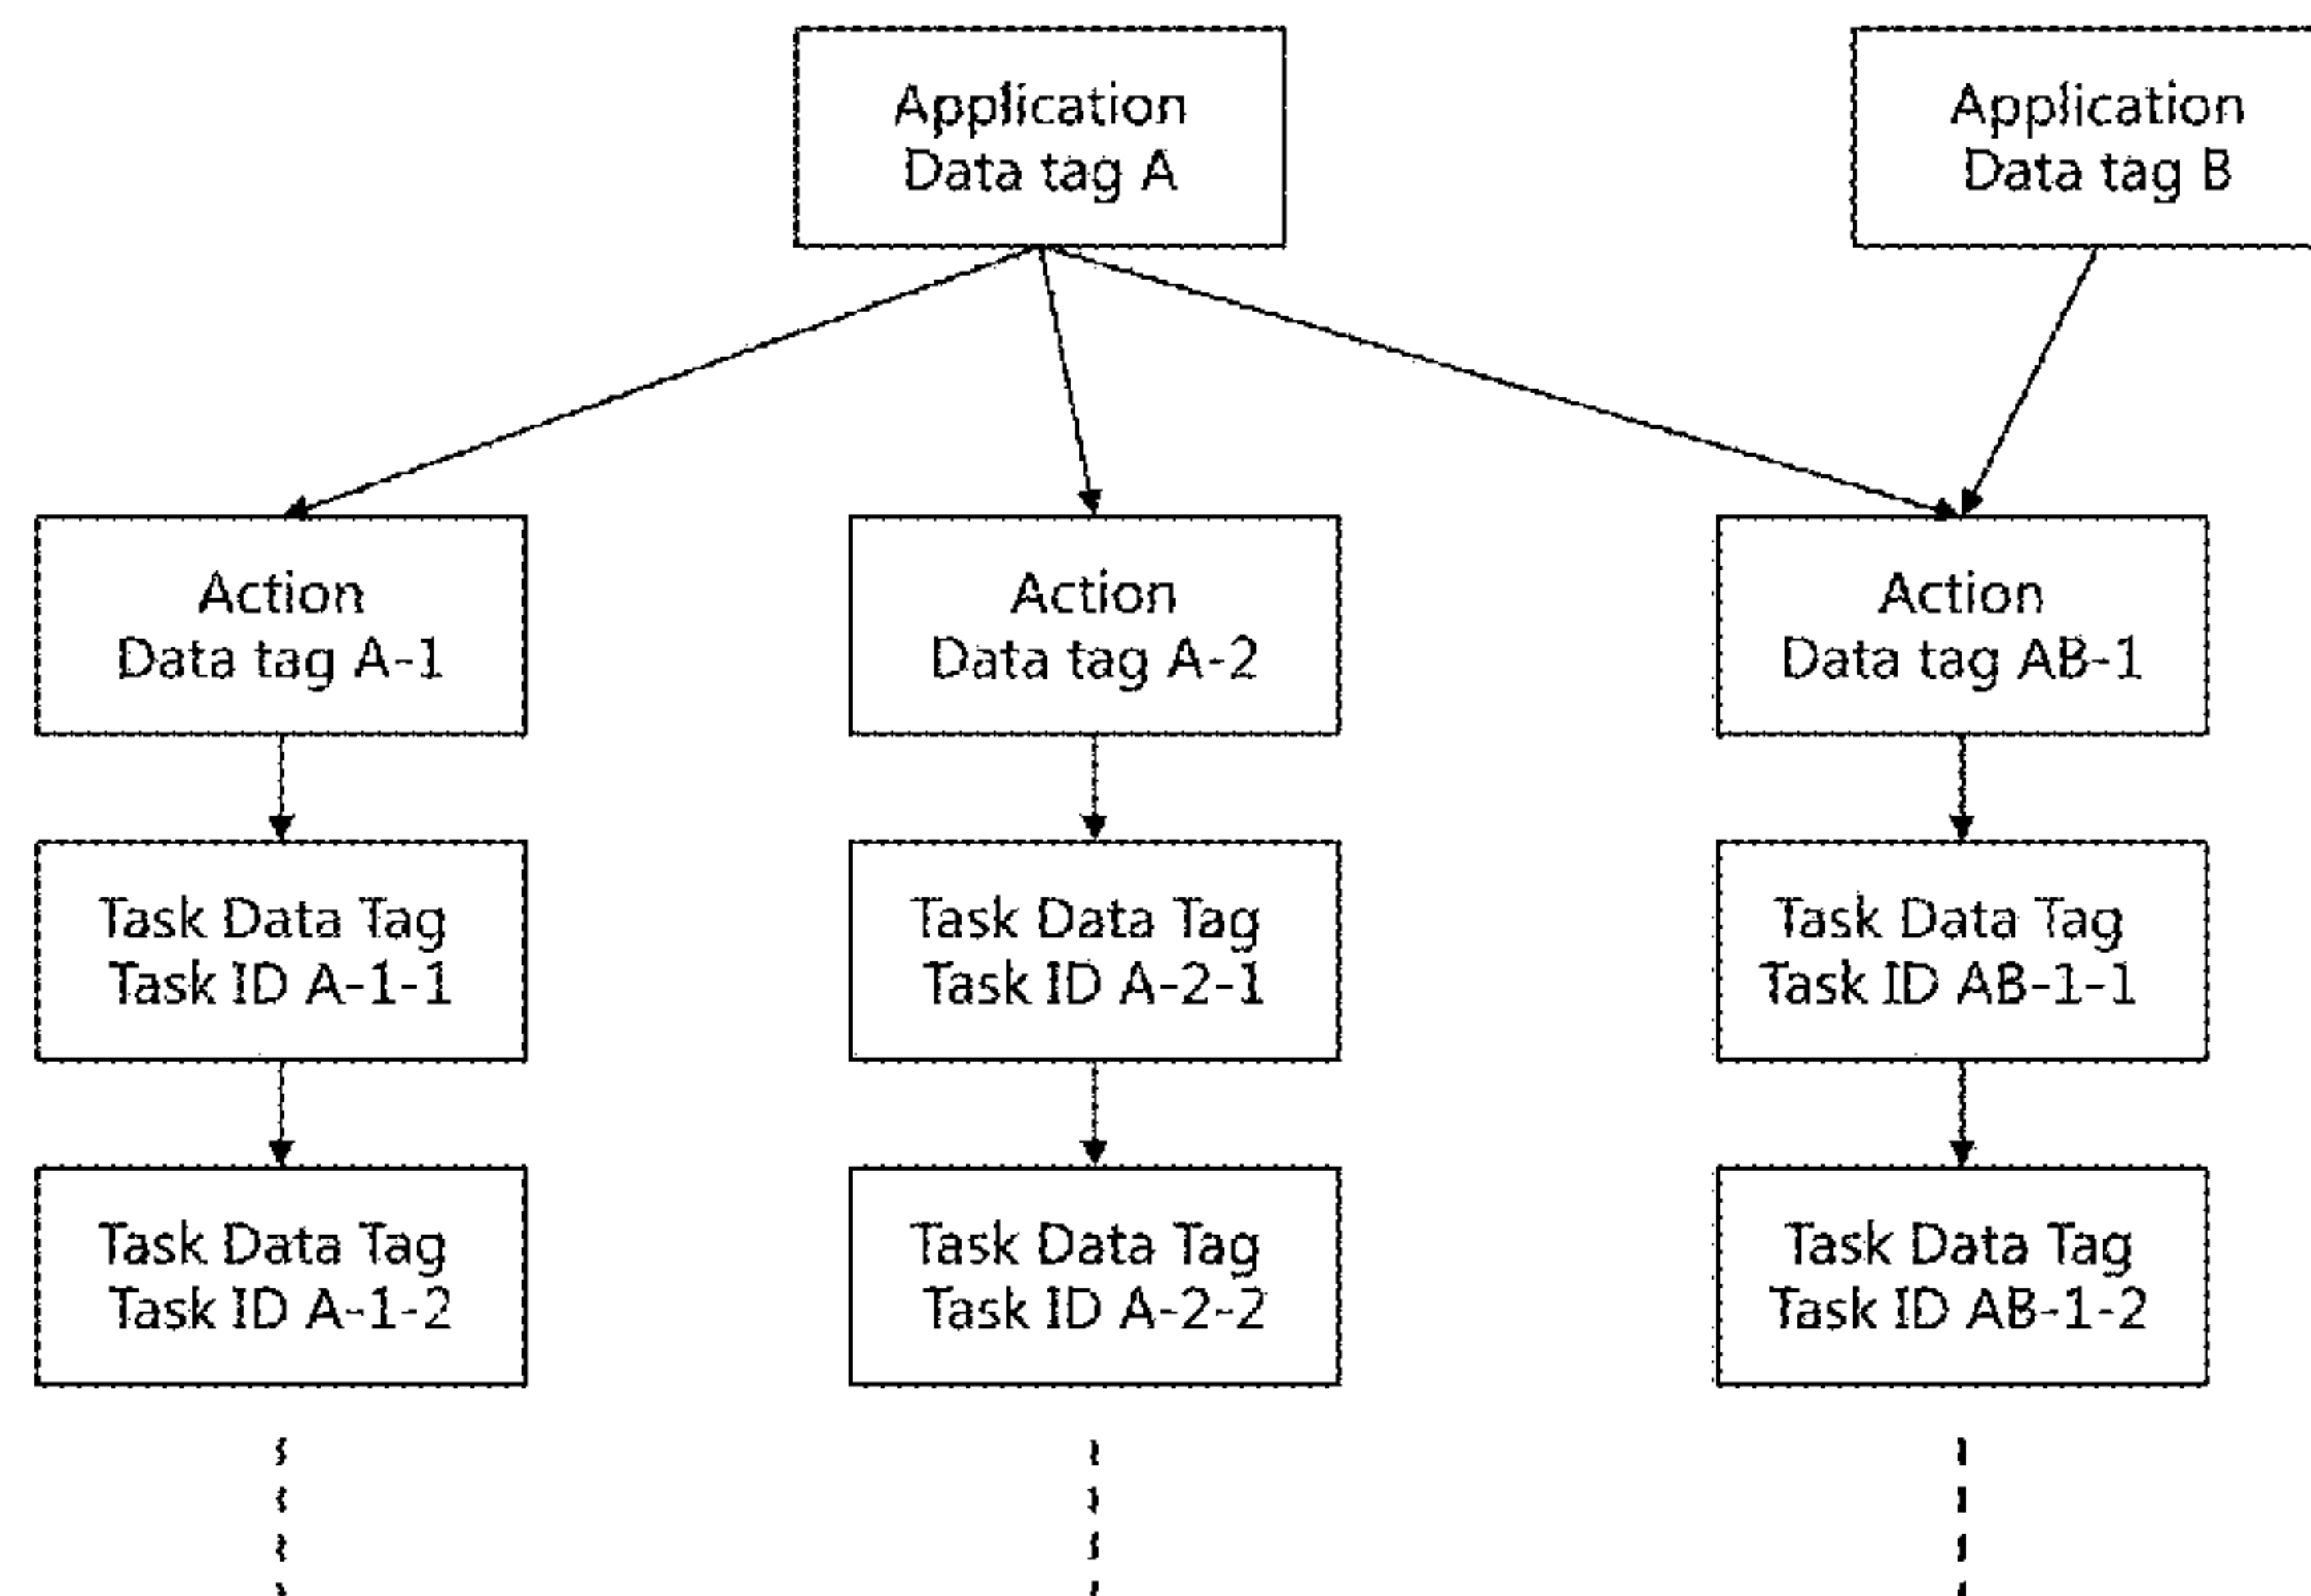 Application
Data tag A
Application
Data tag B
Action
Data tag A-1
Action
Data tag A-2
Action
Data tag AB-1
Task Data Tag
Task ID A-1-1
Task Data Tag
Task ID A-2-1
Task Data Tag
Task ID AB-1-1
Task Data Tag
Task ID A-1-2
Task Data Tag
Task ID A-2-2
Task Data Tag
Task ID AB-1-2